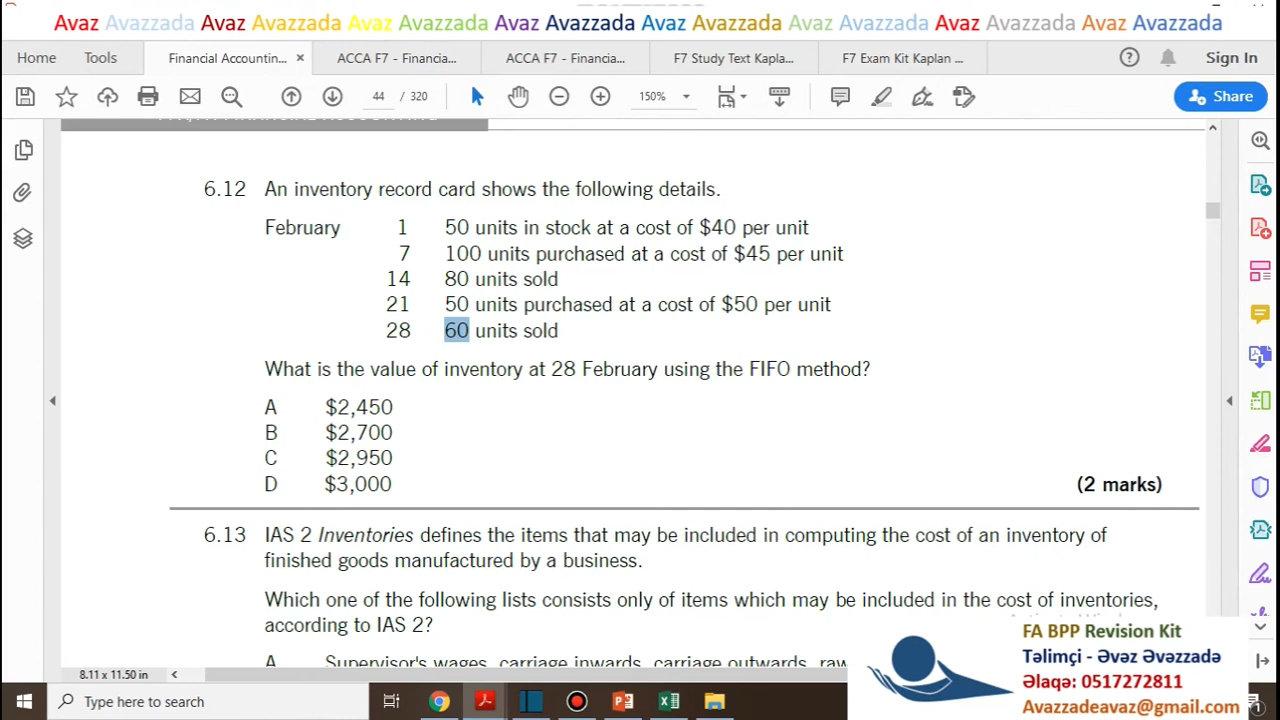 Avaz Avazzada Avaz Avazzada Avaz Avazzada Avaz Avazzada Avaz Avazzada Avaz Avazzada Avaz Avazzada Avaz Avazzada
Home Tools Financial Accountin... × ACCA F7 - Financia... ACCA F7 - Financia... F7 Study Text Kapla... F7 Exam Kit Kaplan ... Sign In
44 / 320 150% Share
6.12 An inventory record card shows the following details.
February 1 50 units in stock at a cost of $40 per unit
7 100 units purchased at a cost of $45 per unit
14 80 units sold
21 50 units purchased at a cost of $50 per unit
28 60 units sold
What is the value of inventory at 28 February using the FIFO method?
A $2,450
B $2,700
C $2,950
D $3,000 (2 marks)
6.13 IAS 2 Inventories defines the items that may be included in computing the cost of an inventory of
finished goods manufactured by a business.
Which one of the following lists consists only of items which may be included in the cost of inventories,
according to IAS 2?
A Supervisor's wages, carriage inwards, carriage outwards, raw
8.11 x 11.50 in
FA BPP Revision Kit
Təlimçi - Əvəz Əvəzzadə
Əlaqə: 0517272811
Avazzadeavaz@gmail.com
Type here to search